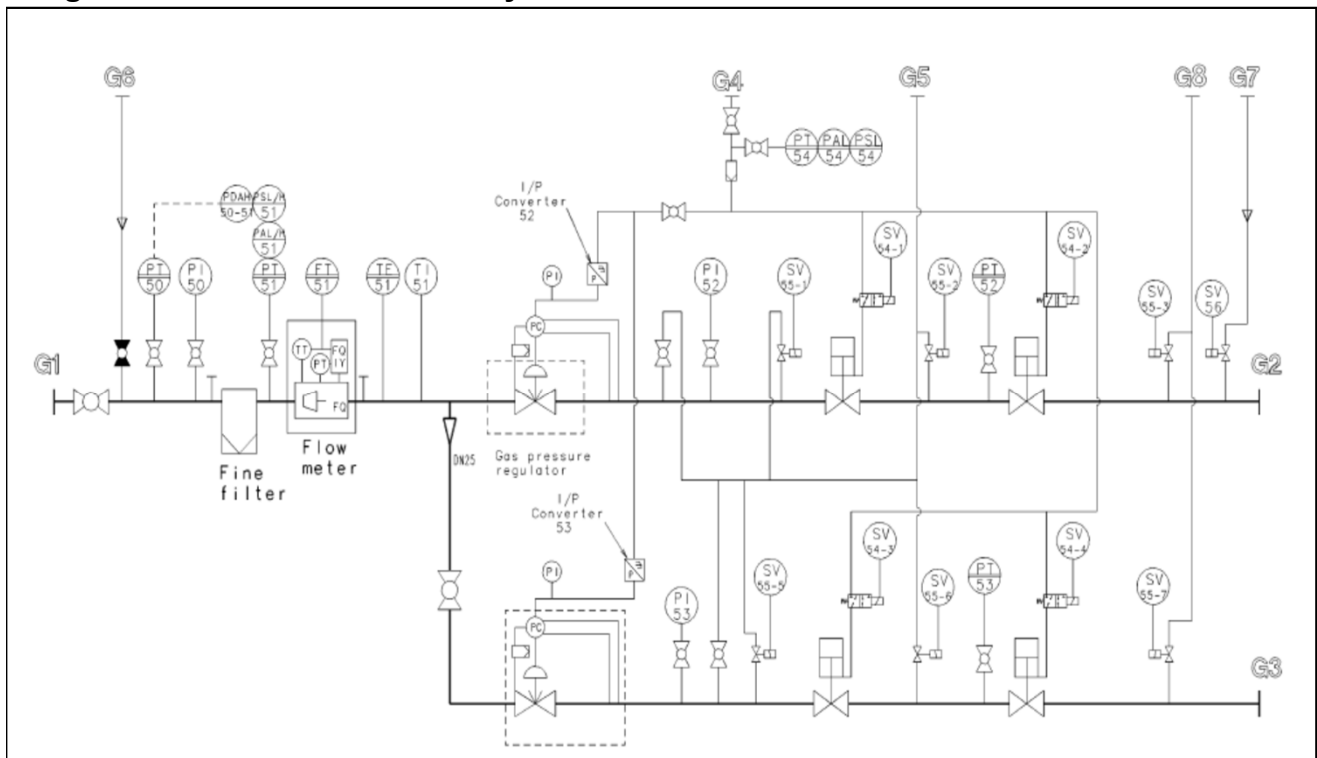 G6
G4
G5
G8
G7
PT
54
PAL
54
PSL
54
I/P
Converter
52
PDAH
50-51
PSL/H
51
PAL/H
51
PT
50
PI
50
PT
51
FT
51
TE
51
TI
51
PI
PC
PI
52
SV
55-1
SV
54-1
SV
55-2
PT
52
SV
54-2
SV
55-3
SV
56
TT
PT
FQ
IY
FQ
G1
G2
Fine
filter
Flow
meter
DN25
Gas pressure
regulator
I/P
Converter
53
P
PI
PC
PI
53
SV
55-5
SV
54-3
SV
55-6
PT
53
SV
54-4
SV
55-7
G3